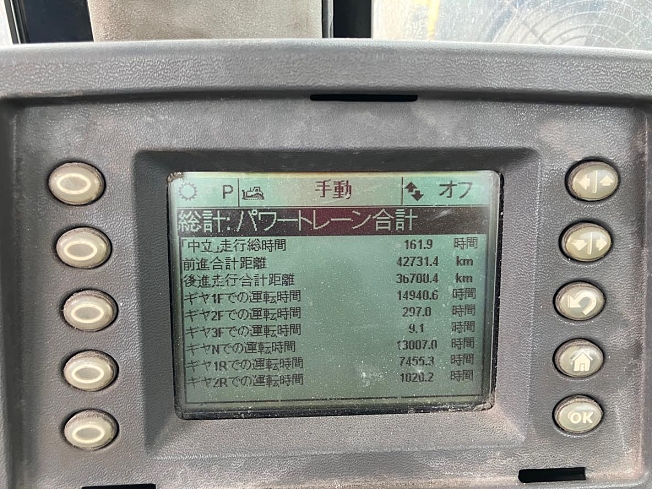 P 手動 オフ
総計: パワートレーン合計
「中立」走行総時間 161.9 時間
前進合計距離 42731.4 km
後進走行合計距離 36700.4 km
ギヤ1Fでの運転時間 14940.6 時間
ギヤ2Fでの運転時間 297.0 時間
ギヤ3Fでの運転時間 9.1 時間
ギヤNでの運転時間 13007.0 時間
ギヤ1Rでの運転時間 7455.3 時間
ギヤ2Rでの運転時間 1020.2 時間
OK